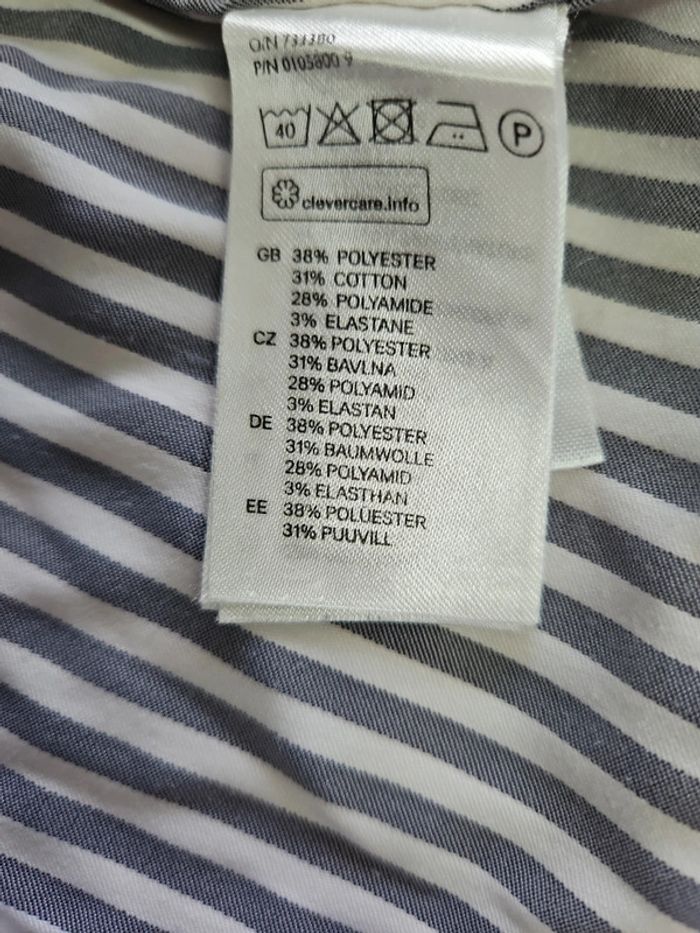 O/N 733380
P/N 0105800 9
40 P
clevercare.info
GB 38% POLYESTER
31% COTTON
28% POLYAMIDE
3% ELASTANE
CZ 38% POLYESTER
31% BAVLNA
28% POLYAMID
3% ELASTAN
DE 38% POLYESTER
31% BAUMWOLLE
28% POLYAMID
3% ELASTHAN
EE 38% POLUESTER
31% PUUVILL